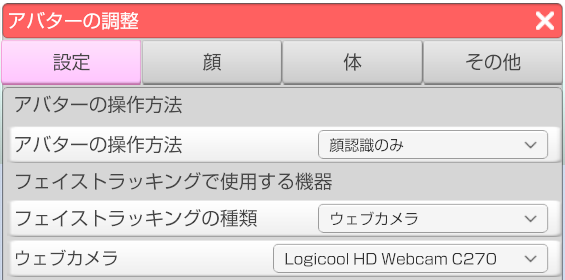 アバターの調整
設定 顔 体 その他
アバターの操作方法
アバターの操作方法 顔認識のみ
フェイストラッキングで使用する機器
フェイストラッキングの種類 ウェブカメラ
ウェブカメラ Logicool HD Webcam C270